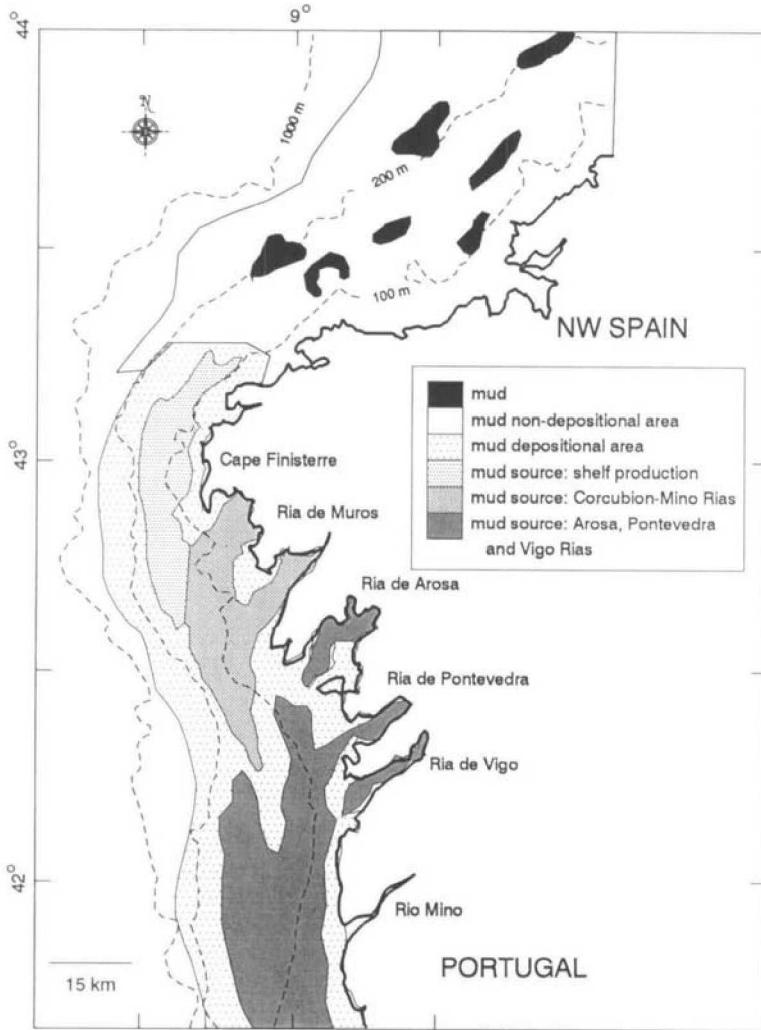 44°
9°
N
1000 m
200 m
100 m
NW SPAIN
mud
mud non-depositional area
mud depositional area
43°
Cape Finisterre
mud source: shelf production
mud source: Corcubion-Mino Rias
Ria de Muros
mud source: Arosa, Pontevedra
and Vigo Rias
Ria de Arosa
Ria de Pontevedra
Ria de Vigo
42°
Rio Mino
15 km
PORTUGAL